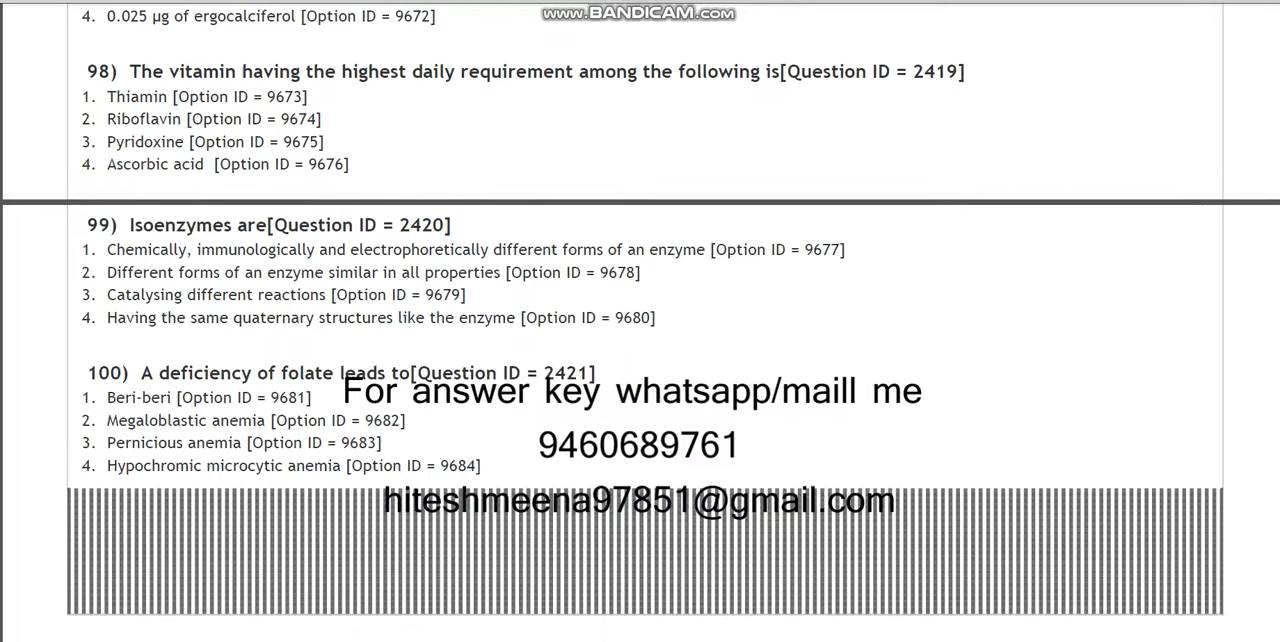 www.BANDICAM.com
4. 0.025 µg of ergocalciferol [Option ID = 9672]
98) The vitamin having the highest daily requirement among the following is[Question ID = 2419]
1. Thiamin [Option ID = 9673]
2. Riboflavin [Option ID = 9674]
3. Pyridoxine [Option ID = 9675]
4. Ascorbic acid [Option ID = 9676]
99) Isoenzymes are[Question ID = 2420]
1. Chemically, immunologically and electrophoretically different forms of an enzyme [Option ID = 9677]
2. Different forms of an enzyme similar in all properties [Option ID = 9678]
3. Catalysing different reactions [Option ID = 9679]
4. Having the same quaternary structures like the enzyme [Option ID = 9680]
100) A deficiency of folate leads to[Question ID = 2421]
1. Beri-beri [Option ID = 9681]
2. Megaloblastic anemia [Option ID = 9682]
3. Pernicious anemia [Option ID = 9683]
4. Hypochromic microcytic anemia [Option ID = 9684]
For answer key whatsapp/maill me
9460689761
hiteshmeena97851@gmail.com